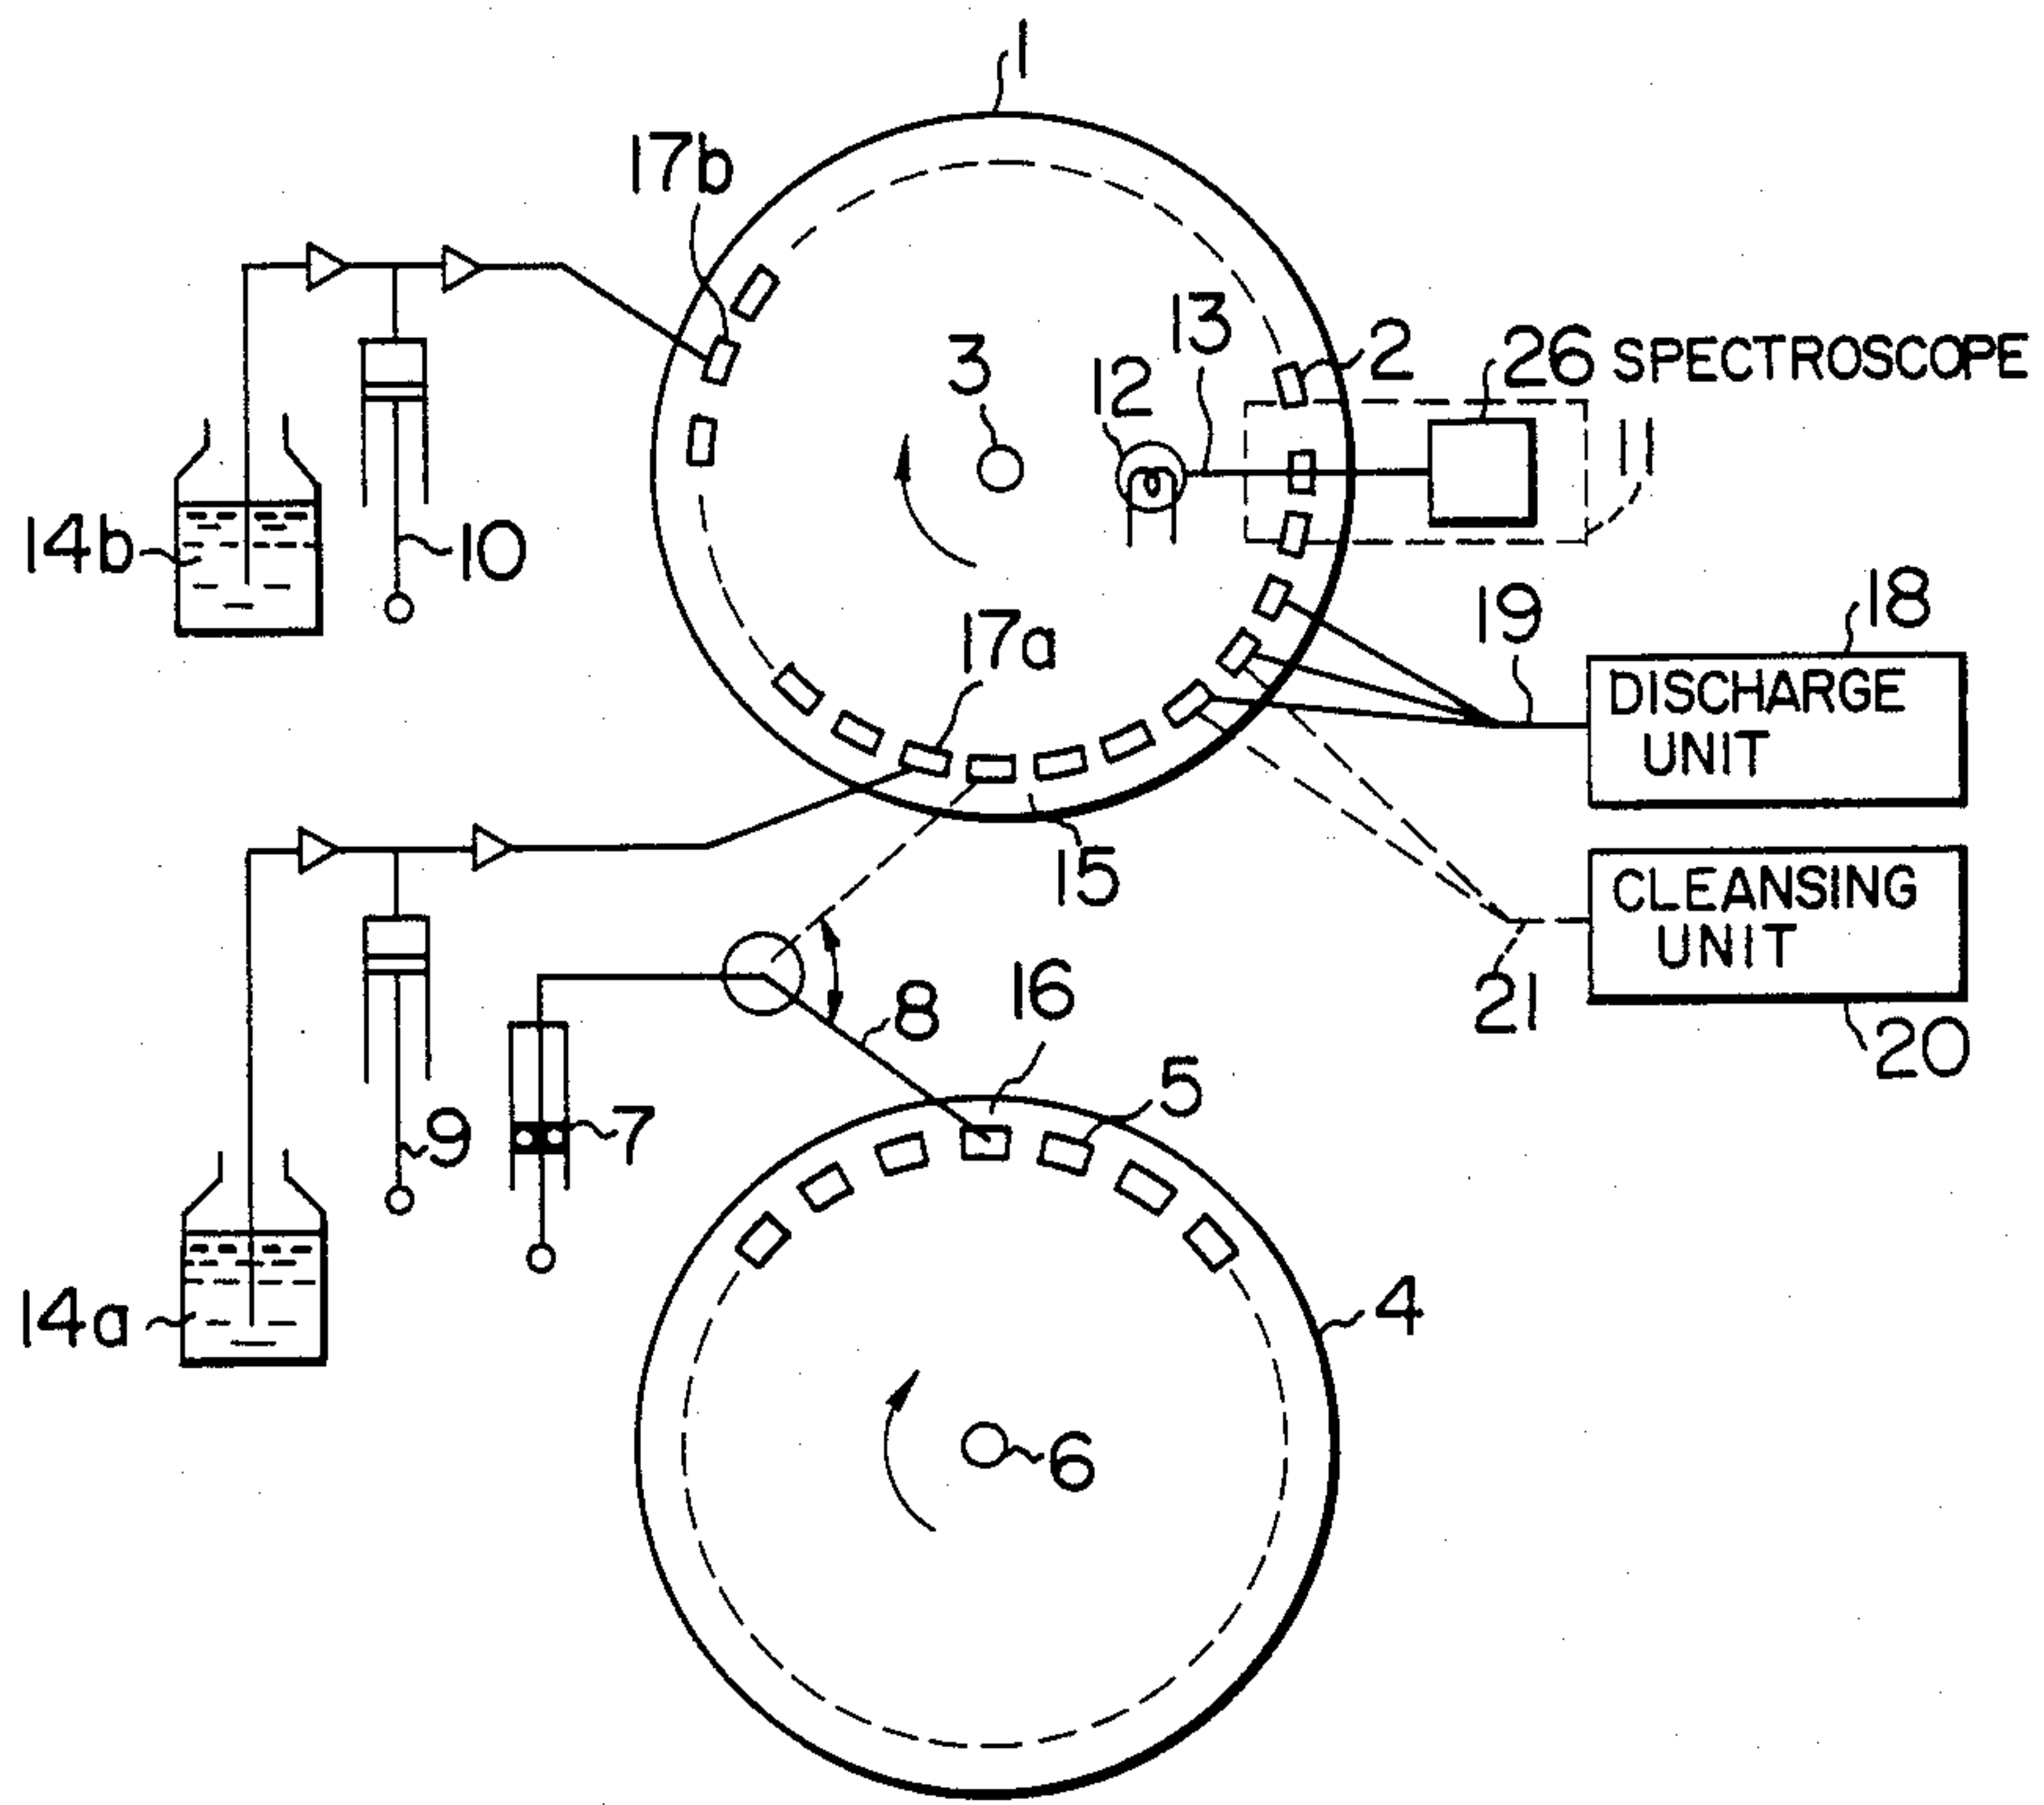 1
17b
3
12
13
2
26 SPECTROSCOPE
11
14b
10
17a
19
18
DISCHARGE
UNIT
15
CLEANSING
UNIT
21
20
8
16
5
9
7
14a
4
6